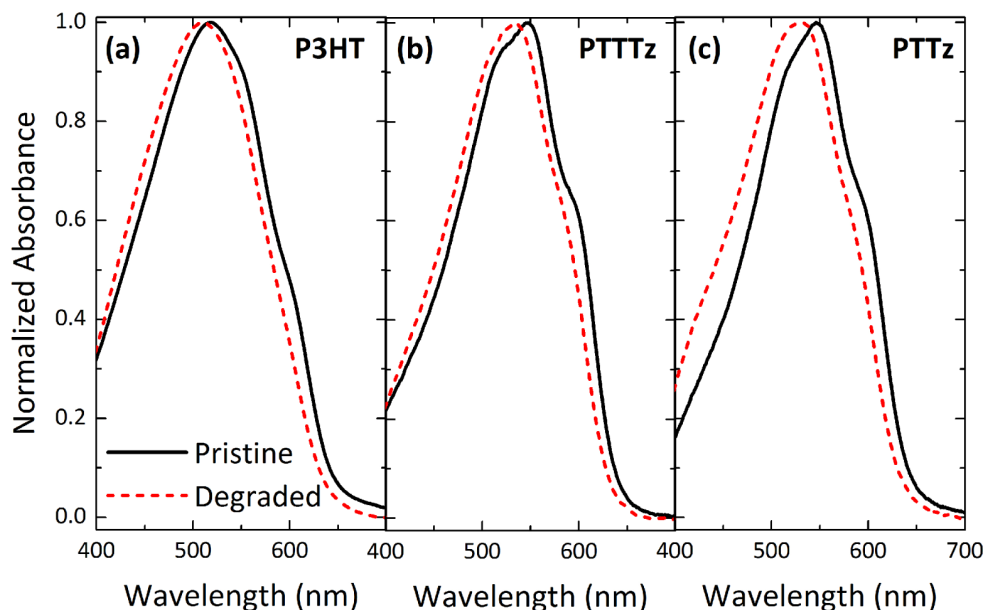 (a) P3HT
(b) PTTTz
(c) PTTz
Normalized Absorbance
1.0
0.8
0.6
0.4
0.2
0.0
Pristine
Degraded
400 500 600 400 500 600 400 500 600 700
Wavelength (nm) Wavelength (nm) Wavelength (nm)